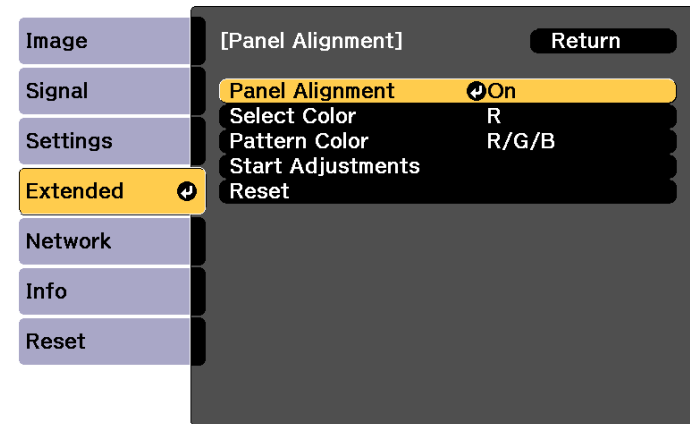 Image
Signal
Settings
Extended
Network
Info
Reset
[Panel Alignment] Return
Panel Alignment On
Select Color R
Pattern Color R/G/B
Start Adjustments
Reset